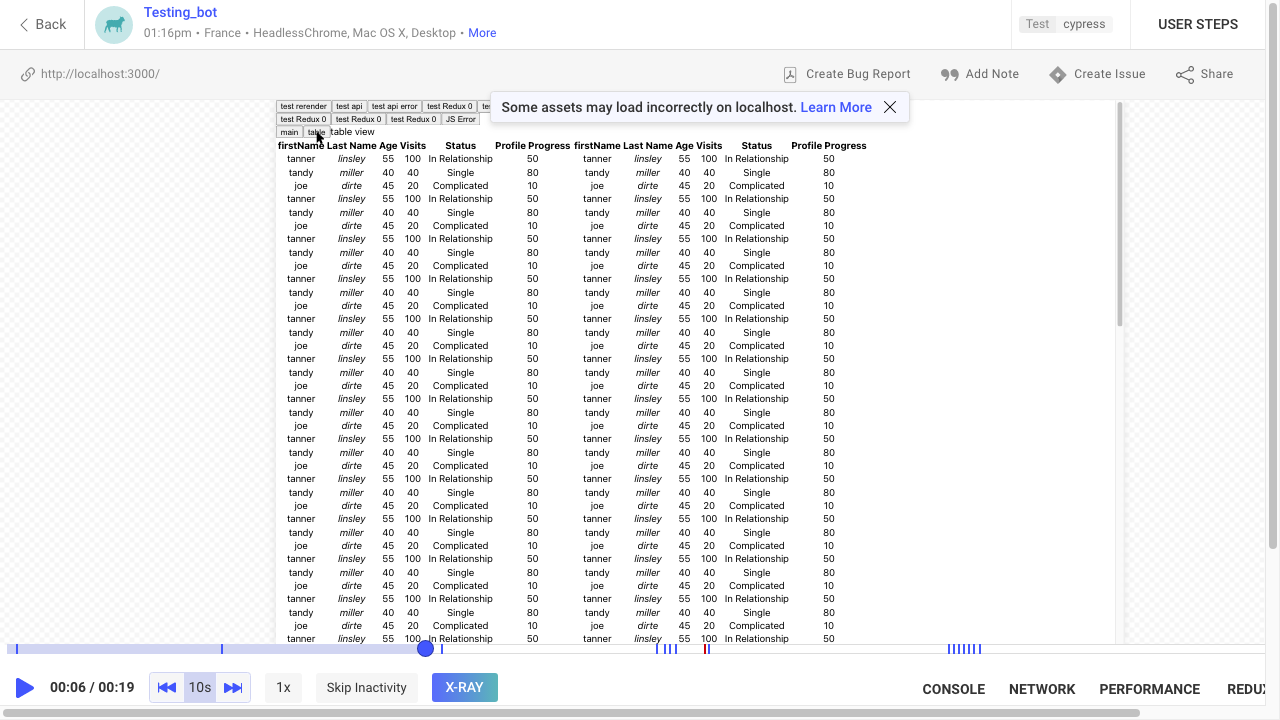 Back
Testing_bot
01:16pm • France • HeadlessChrome, Mac OS X, Desktop • More
Test cypress
USER STEPS
http://localhost:3000/
Create Bug Report
Add Note
Create Issue
Share
Some assets may load incorrectly on localhost. Learn More
test rerender test api test api error test Redux 0
test Redux 0 test Redux 0 test Redux 0 JS Error
main table table view
firstName Last Name Age Visits Status Profile Progress firstName Last Name Age Visits Status Profile Progress
tanner linsley 55 100 In Relationship 50 tanner linsley 55 100 In Relationship 50
tandy miller 40 40 Single 80 tandy miller 40 40 Single 80
joe dirte 45 20 Complicated 10 joe dirte 45 20 Complicated 10
tanner linsley 55 100 In Relationship 50 tanner linsley 55 100 In Relationship 50
tandy miller 40 40 Single 80 tandy miller 40 40 Single 80
joe dirte 45 20 Complicated 10 joe dirte 45 20 Complicated 10
tanner linsley 55 100 In Relationship 50 tanner linsley 55 100 In Relationship 50
tandy miller 40 40 Single 80 tandy miller 40 40 Single 80
joe dirte 45 20 Complicated 10 joe dirte 45 20 Complicated 10
tanner linsley 55 100 In Relationship 50 tanner linsley 55 100 In Relationship 50
tandy miller 40 40 Single 80 tandy miller 40 40 Single 80
joe dirte 45 20 Complicated 10 joe dirte 45 20 Complicated 10
tanner linsley 55 100 In Relationship 50 tanner linsley 55 100 In Relationship 50
tandy miller 40 40 Single 80 tandy miller 40 40 Single 80
joe dirte 45 20 Complicated 10 joe dirte 45 20 Complicated 10
tanner linsley 55 100 In Relationship 50 tanner linsley 55 100 In Relationship 50
tandy miller 40 40 Single 80 tandy miller 40 40 Single 80
joe dirte 45 20 Complicated 10 joe dirte 45 20 Complicated 10
tanner linsley 55 100 In Relationship 50 tanner linsley 55 100 In Relationship 50
tandy miller 40 40 Single 80 tandy miller 40 40 Single 80
joe dirte 45 20 Complicated 10 joe dirte 45 20 Complicated 10
tanner linsley 55 100 In Relationship 50 tanner linsley 55 100 In Relationship 50
tandy miller 40 40 Single 80 tandy miller 40 40 Single 80
joe dirte 45 20 Complicated 10 joe dirte 45 20 Complicated 10
tanner linsley 55 100 In Relationship 50 tanner linsley 55 100 In Relationship 50
tandy miller 40 40 Single 80 tandy miller 40 40 Single 80
joe dirte 45 20 Complicated 10 joe dirte 45 20 Complicated 10
tanner linsley 55 100 In Relationship 50 tanner linsley 55 100 In Relationship 50
tandy miller 40 40 Single 80 tandy miller 40 40 Single 80
joe dirte 45 20 Complicated 10 joe dirte 45 20 Complicated 10
tanner linsley 55 100 In Relationship 50 tanner linsley 55 100 In Relationship 50
tandy miller 40 40 Single 80 tandy miller 40 40 Single 80
joe dirte 45 20 Complicated 10 joe dirte 45 20 Complicated 10
tanner linsley 55 100 In Relationship 50 tanner linsley 55 100 In Relationship 50
tandy miller 40 40 Single 80 tandy miller 40 40 Single 80
joe dirte 45 20 Complicated 10 joe dirte 45 20 Complicated 10
tanner linsley 55 100 In Relationship 50 tanner linsley 55 100 In Relationship 50
00:06 / 00:19
10s
1x
Skip Inactivity
X-RAY
CONSOLE
NETWORK
PERFORMANCE